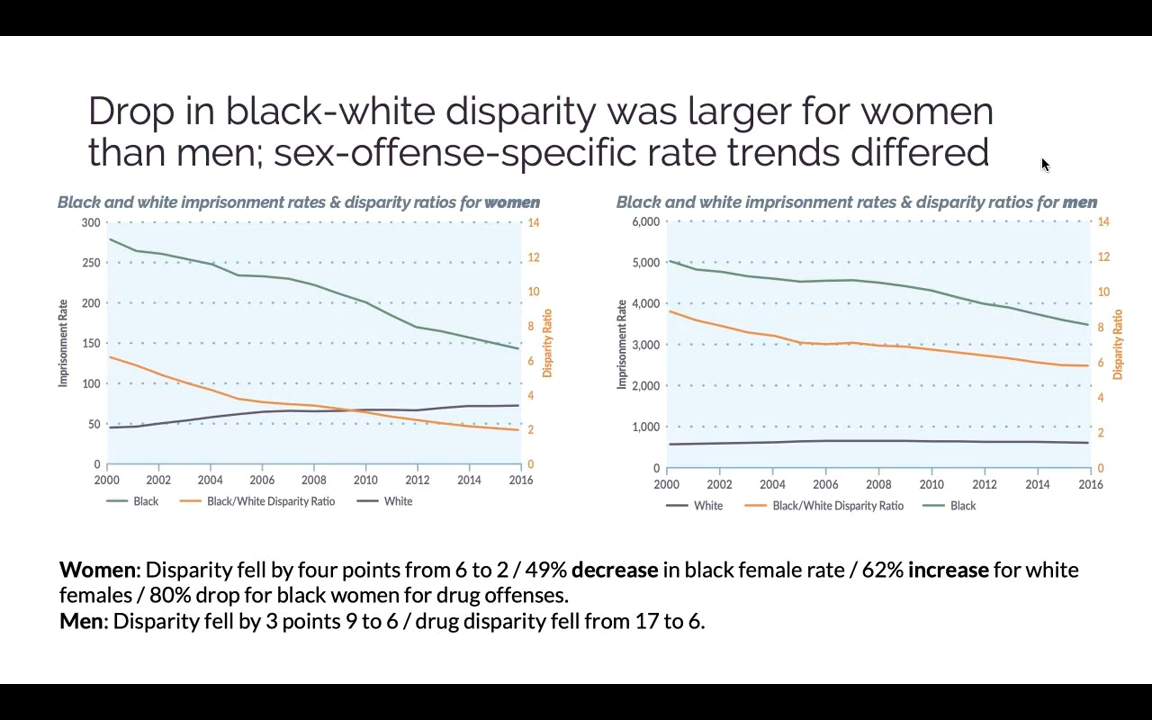 Drop in black-white disparity was larger for women
than men; sex-offense-specific rate trends differed
Black and white imprisonment rates & disparity ratios for women
300
250
200
150
100
50
0
Imprisonment Rate
14
12
10
8
6
4
2
0
Disparity Ratio
2000 2002 2004 2006 2008 2010 2012 2014 2016
Black Black/White Disparity Ratio White
Black and white imprisonment rates & disparity ratios for men
6,000
5,000
4,000
3,000
2,000
1,000
0
Imprisonment Rate
14
12
10
8
6
4
2
0
Disparity Ratio
2000 2002 2004 2006 2008 2010 2012 2014 2016
White Black/White Disparity Ratio Black
Women: Disparity fell by four points from 6 to 2 / 49% decrease in black female rate / 62% increase for white
females / 80% drop for black women for drug offenses.
Men: Disparity fell by 3 points 9 to 6 / drug disparity fell from 17 to 6.